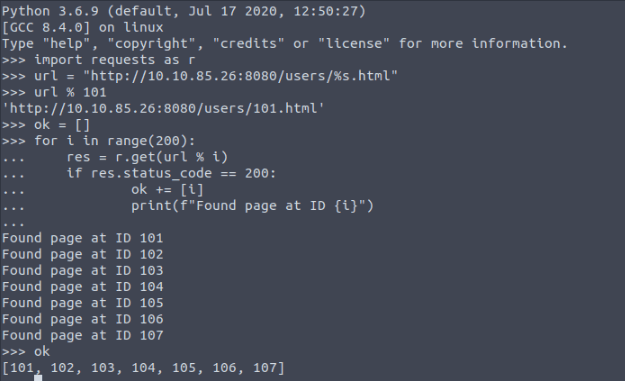 Python 3.6.9 (default, Jul 17 2020, 12:50:27)
[GCC 8.4.0] on linux
Type "help", "copyright", "credits" or "license" for more information.
>>> import requests as r
>>> url = "http://10.10.85.26:8080/users/%s.html"
>>> url % 101
'http://10.10.85.26:8080/users/101.html'
>>> ok = []
>>> for i in range(200):
...     res = r.get(url % i)
...     if res.status_code == 200:
...             ok += [i]
...             print(f"Found page at ID {i}")
...
Found page at ID 101
Found page at ID 102
Found page at ID 103
Found page at ID 104
Found page at ID 105
Found page at ID 106
Found page at ID 107
>>> ok
[101, 102, 103, 104, 105, 106, 107]